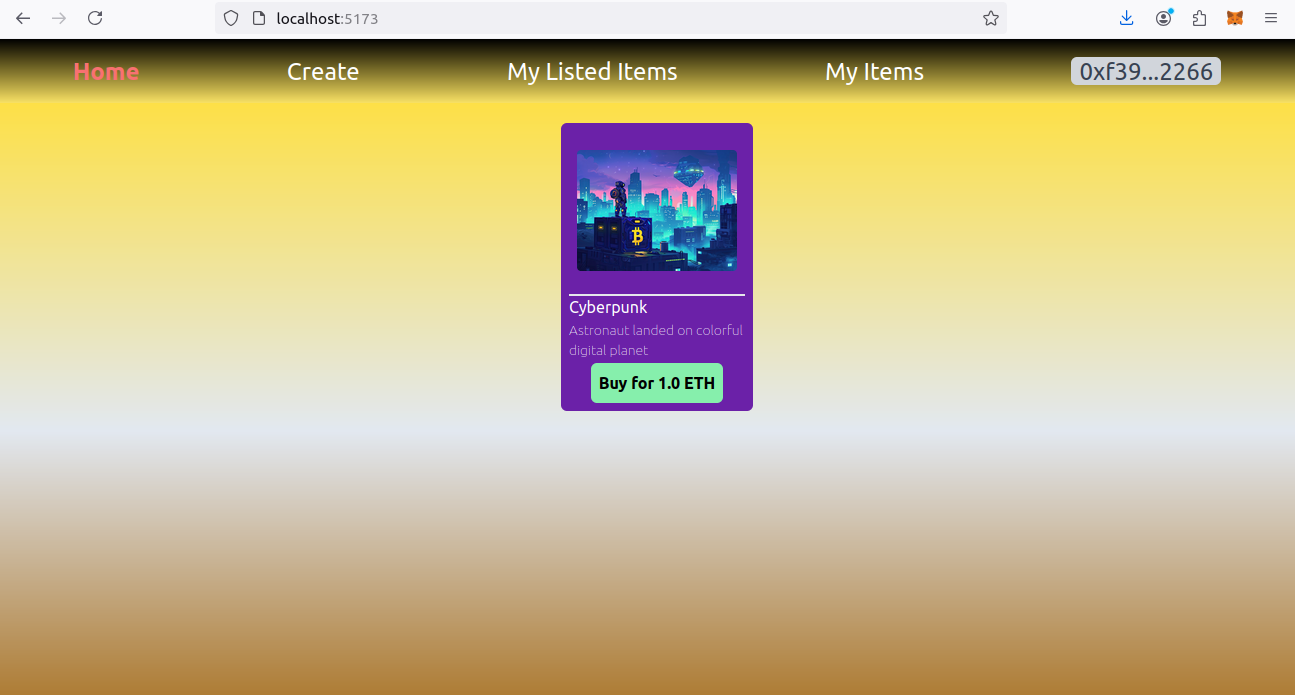 localhost:5173
Home Create My Listed Items My Items 0xf39...2266
Cyberpunk
Astronaut landed on colorful
digital planet
Buy for 1.0 ETH